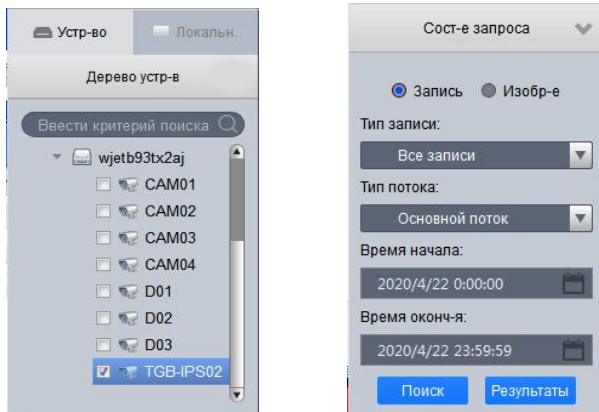 Устр-во
Локальн.
Дерево устр-в
Ввести критерий поиска
wjetb93tx2aj
CAM01
CAM02
CAM03
CAM04
D01
D02
D03
TGB-IPS02
Сост-е запроса
Запись Изобр-е
Тип записи:
Все записи
Тип потока:
Основной поток
Время начала:
2020/4/22 0:00:00
Время оконч-я:
2020/4/22 23:59:59
Поиск Результаты